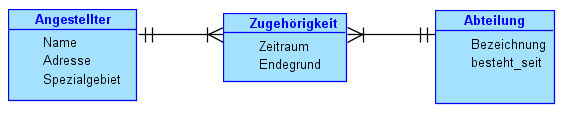 Angestellter
Name
Adresse
Spezialgebiet
Zugehörigkeit
Zeitraum
Endegrund
Abteilung
Bezeichnung
besteht_seit